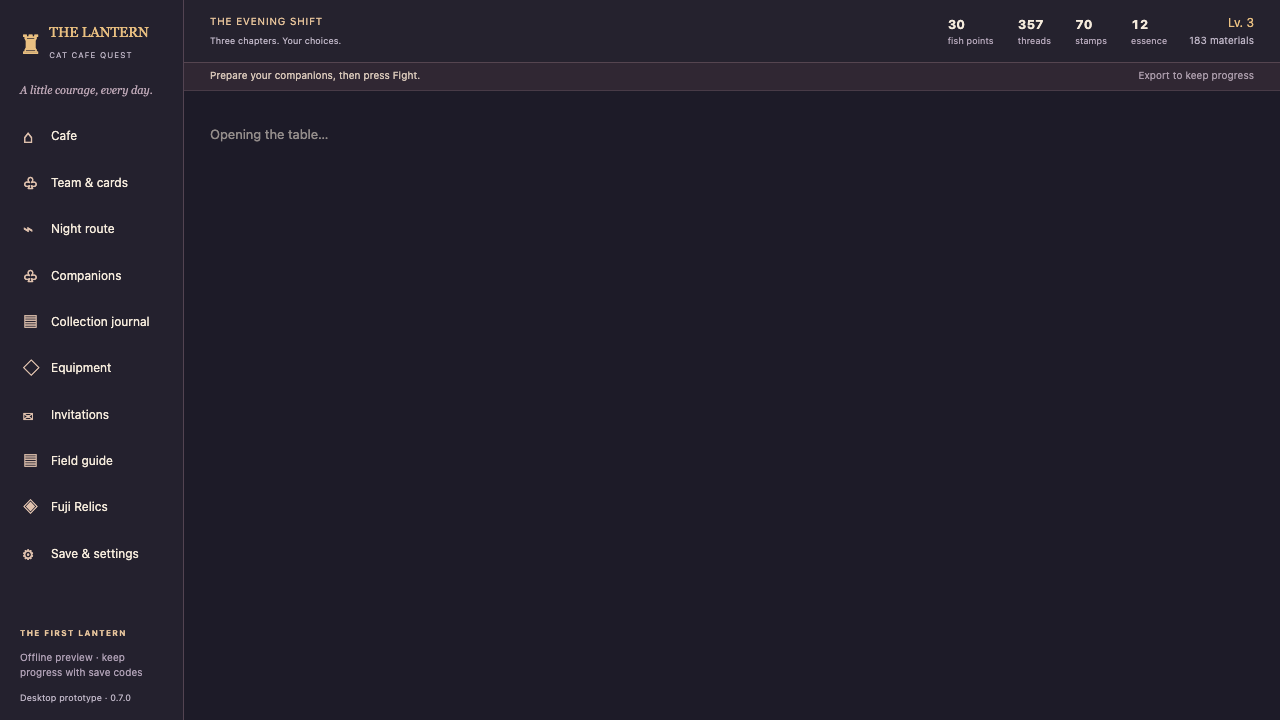 THE LANTERN
CAT CAFE QUEST
A little courage, every day.
Cafe
Team & cards
Night route
Companions
Collection journal
Equipment
Invitations
Field guide
Fuji Relics
Save & settings
THE FIRST LANTERN
Offline preview · keep
progress with save codes
Desktop prototype · 0.7.0
THE EVENING SHIFT
Three chapters. Your choices.
30 fish points
357 threads
70 stamps
12 essence
Lv. 3
183 materials
Prepare your companions, then press Fight.
Export to keep progress
Opening the table…